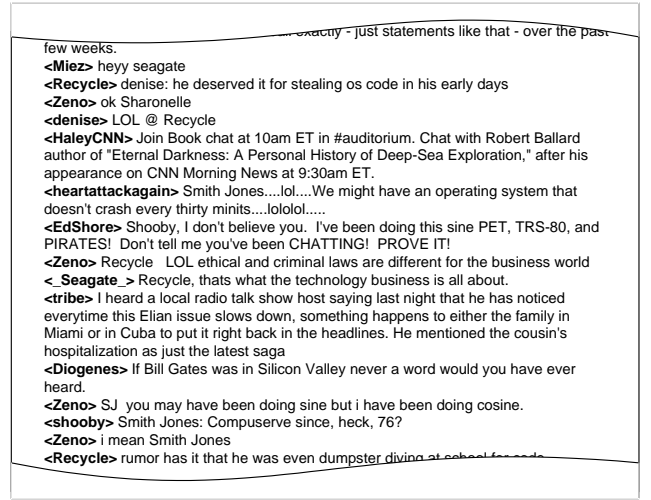 exactly - just statements like that - over the past
few weeks.
<Miez> heyy seagate
<Recycle> denise: he deserved it for stealing os code in his early days
<Zeno> ok Sharonelle
<denise> LOL @ Recycle
<HaleyCNN> Join Book chat at 10am ET in #auditorium. Chat with Robert Ballard
author of "Eternal Darkness: A Personal History of Deep-Sea Exploration," after his
appearance on CNN Morning News at 9:30am ET.
<heartattackagain> Smith Jones....lol....We might have an operating system that
doesn't crash every thirty minits....lololol.....
<EdShore> Shooby, I don't believe you.  I've been doing this sine PET, TRS-80, and
PIRATES!  Don't tell me you've been CHATTING!  PROVE IT!
<Zeno> Recycle   LOL ethical and criminal laws are different for the business world
<_Seagate_> Recycle, thats what the technology business is all about.
<tribe> I heard a local radio talk show host saying last night that he has noticed
everytime this Elian issue slows down, something happens to either the family in
Miami or in Cuba to put it right back in the headlines. He mentioned the cousin's
hospitalization as just the latest saga
<Diogenes> If Bill Gates was in Silicon Valley never a word would you have ever
heard.
<Zeno> SJ  you may have been doing sine but i have been doing cosine.
<shooby> Smith Jones: Compuserve since, heck, 76?
<Zeno> i mean Smith Jones
<Recycle> rumor has it that he was even dumpster diving at school for code